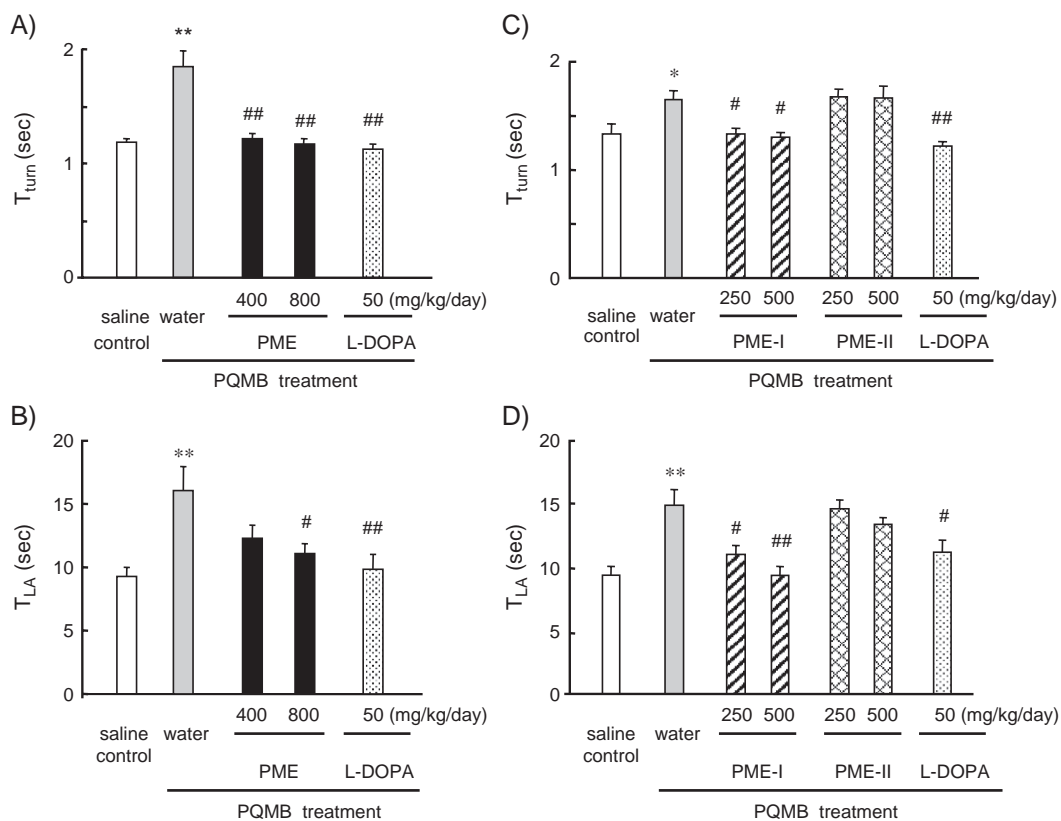 A)
T_turn (sec)
2
1
0
**
##
##
##
400 800 50 (mg/kg/day)
saline control
water
PME
L-DOPA
PQMB treatment
C)
T_turn (sec)
2
1
0
*
#
#
##
250 500 250 500 50 (mg/kg/day)
saline control
water
PME-I
PME-II
L-DOPA
PQMB treatment
B)
T_LA (sec)
20
15
10
5
0
**
#
##
400 800 50 (mg/kg/day)
saline control
water
PME
L-DOPA
PQMB treatment
D)
T_LA (sec)
20
15
10
5
0
**
#
##
#
250 500 250 500 50 (mg/kg/day)
saline control
water
PME-I
PME-II
L-DOPA
PQMB treatment